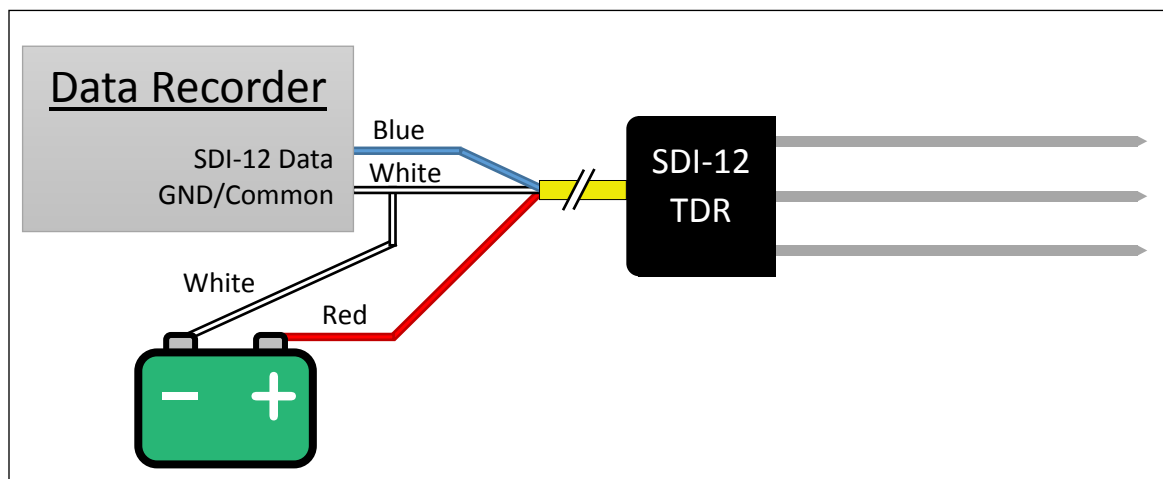 Data Recorder
SDI-12 Data
GND/Common
Blue
White
White
Red
SDI-12
TDR
− +